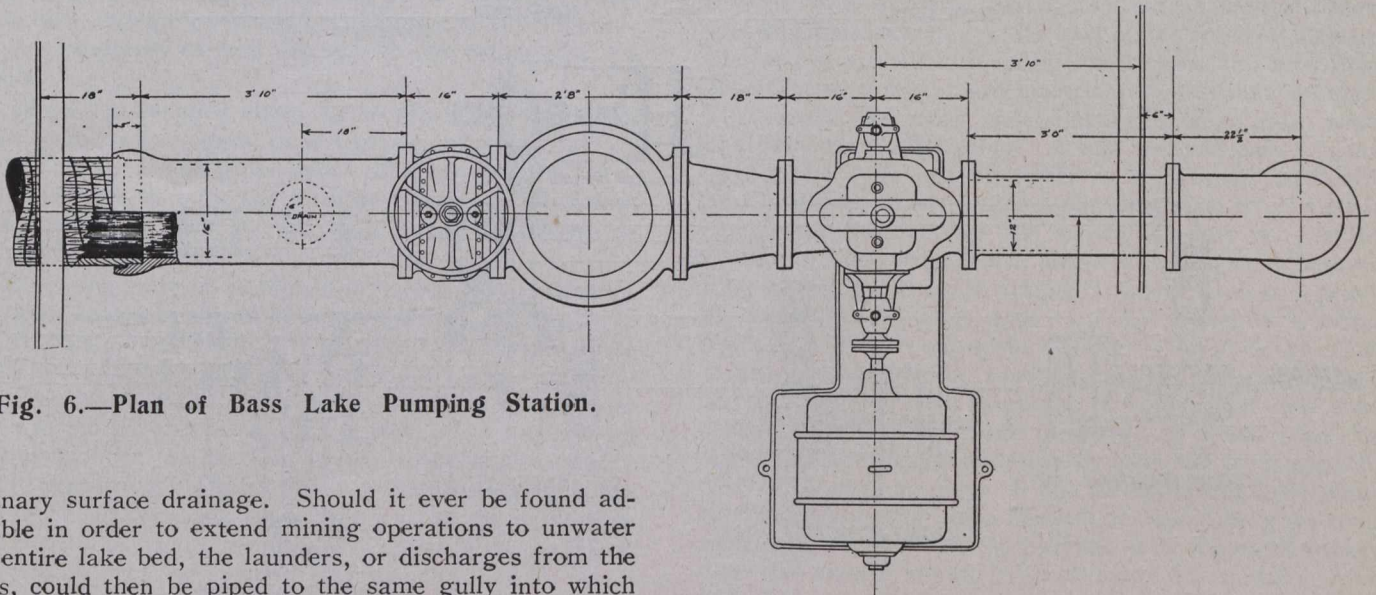 3' 10"
18"
3' 10"
16"
2' 8"
18"
16"
16"
6"
5"
18"
3' 0"
22½"
16"
DRAIN
12"
Fig. 6.—Plan of Bass Lake Pumping Station.
nary surface drainage. Should it ever be found ad-
ble in order to extend mining operations to unwater
entire lake bed, the launders, or discharges from the
s, could then be piped to the same gully into which